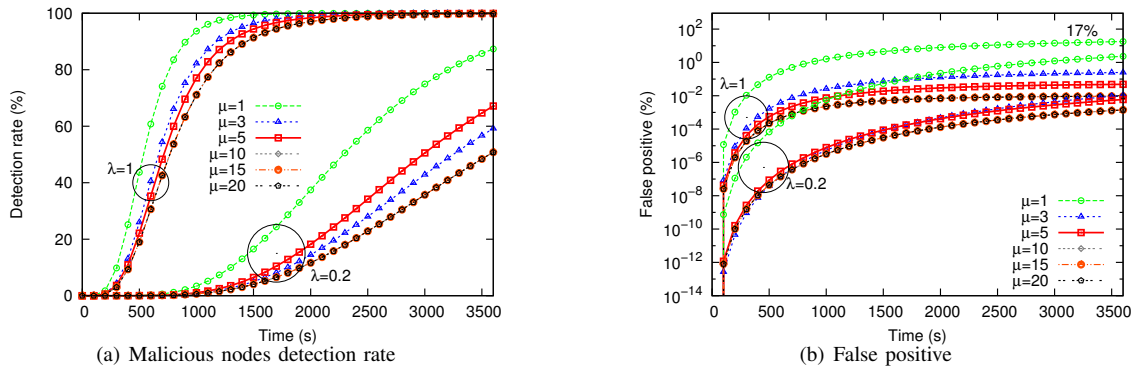 100
80
60
40
20
0
0 500 1000 1500 2000 2500 3000 3500
Detection rate (%)
Time (s)
λ=1
λ=0.2
μ=1
μ=3
μ=5
μ=10
μ=15
μ=20
(a) Malicious nodes detection rate
10^2
10^0
10^-2
10^-4
10^-6
10^-8
10^-10
10^-12
10^-14
0 500 1000 1500 2000 2500 3000 3500
False positive (%)
Time (s)
17%
λ=1
λ=0.2
μ=1
μ=3
μ=5
μ=10
μ=15
μ=20
(b) False positive